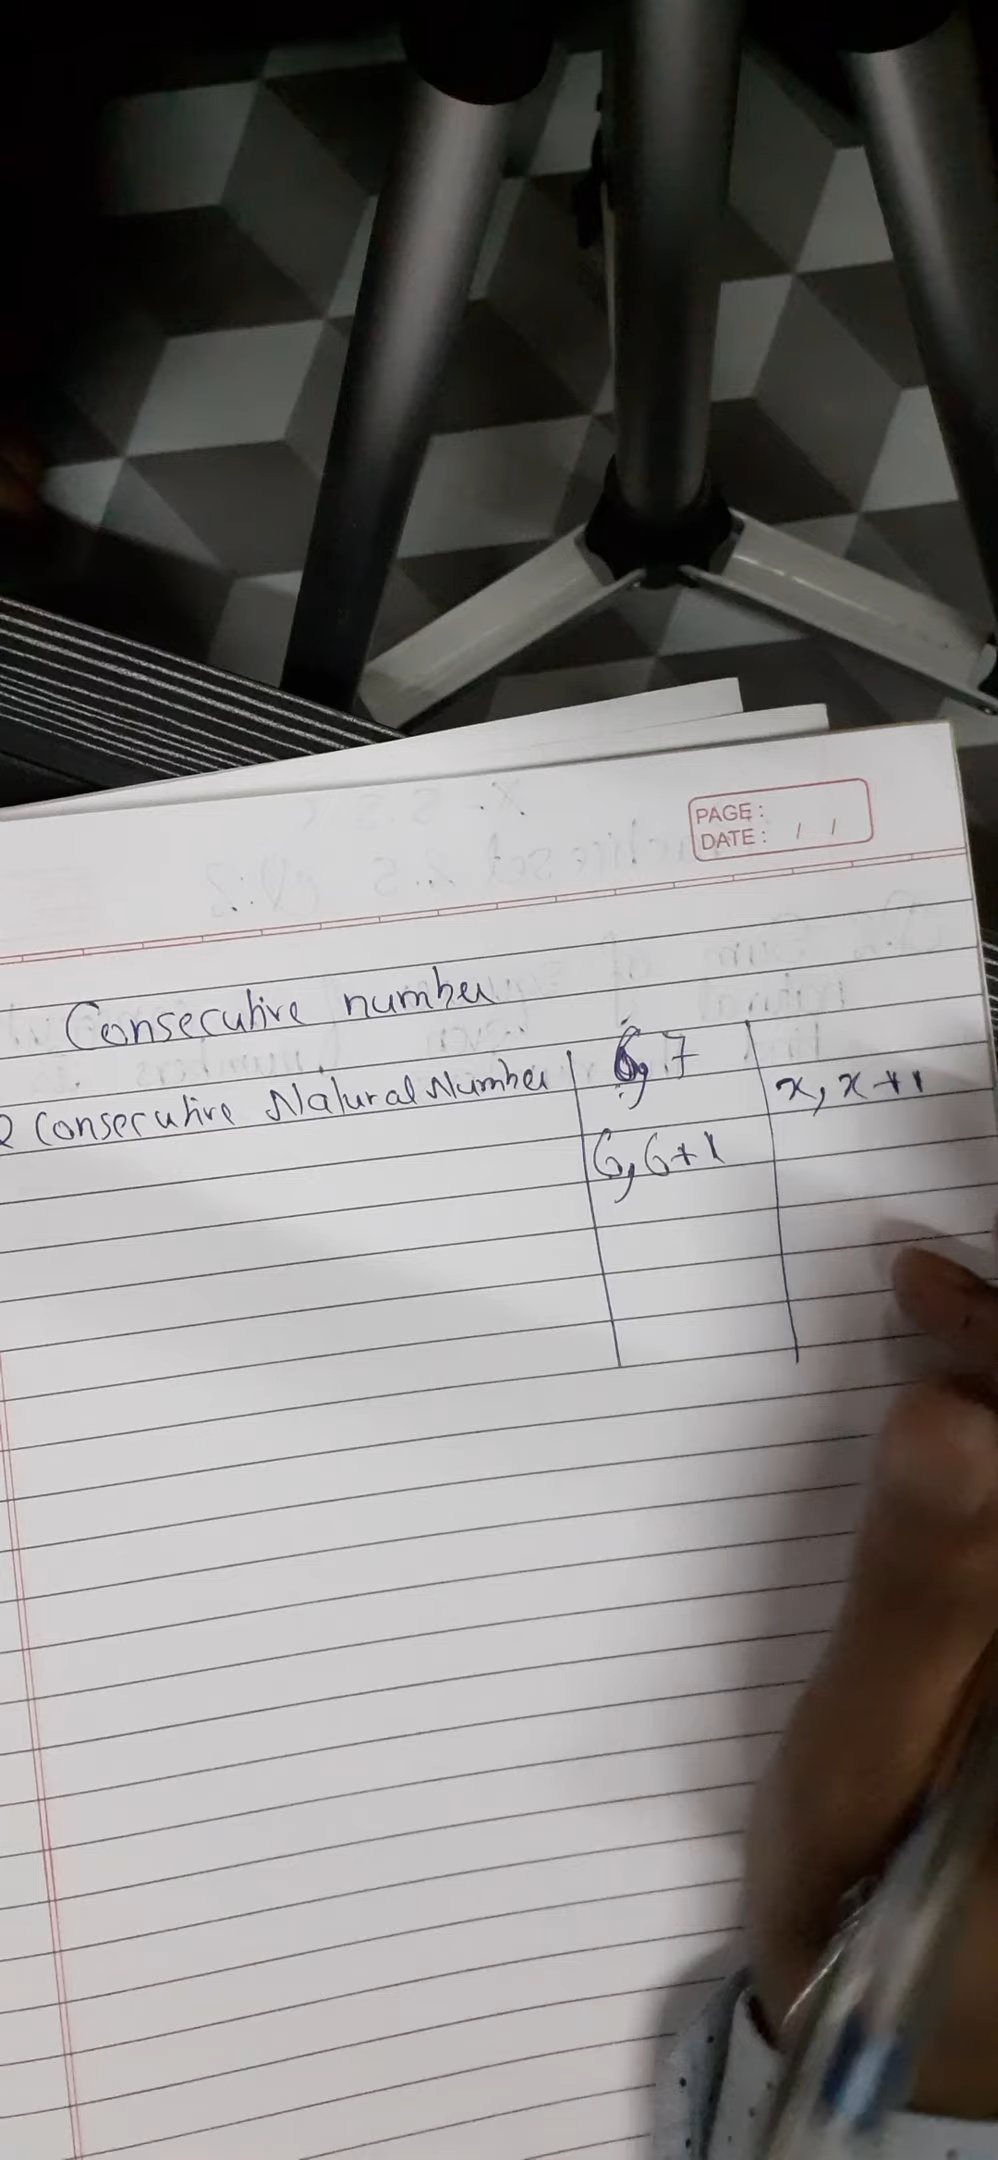 PAGE :
DATE : / /
Consecutive number
2 Consecutive Natural Number 6, 7 x, x+1
6, 6+1